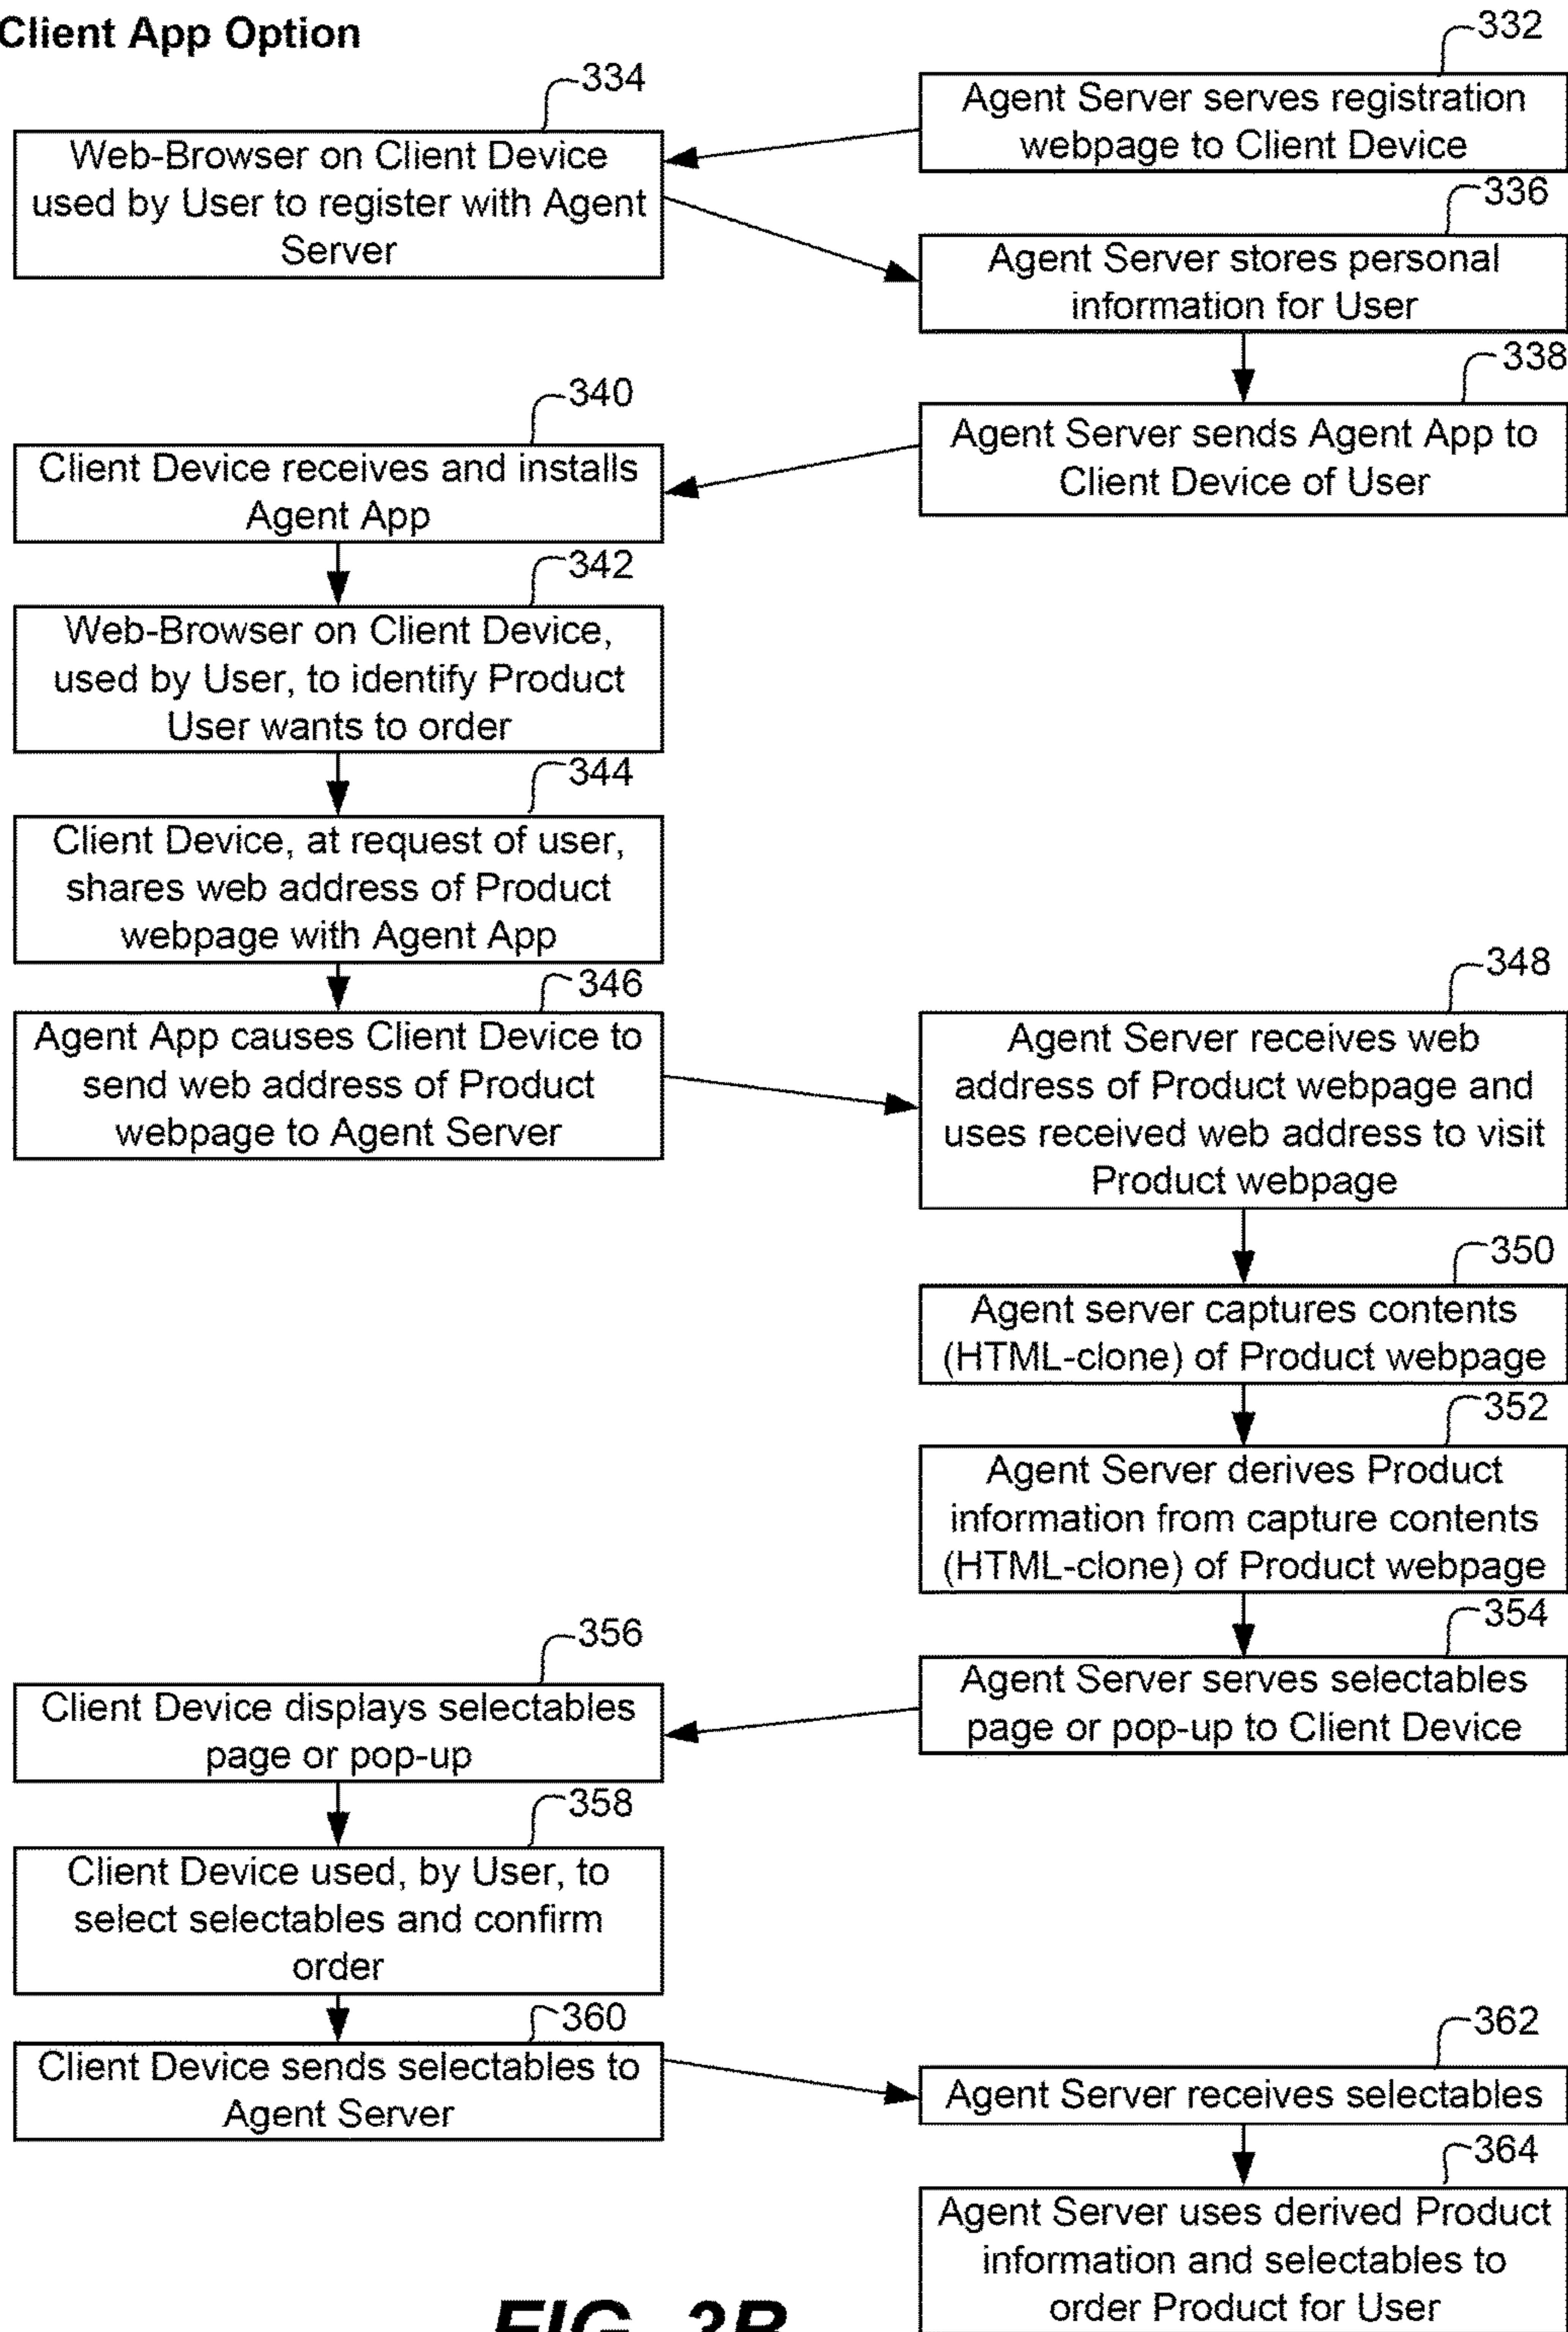 Client App Option
332
Agent Server serves registration
webpage to Client Device
334
Web-Browser on Client Device
used by User to register with Agent
Server
336
Agent Server stores personal
information for User
338
Agent Server sends Agent App to
Client Device of User
340
Client Device receives and installs
Agent App
342
Web-Browser on Client Device,
used by User, to identify Product
User wants to order
344
Client Device, at request of user,
shares web address of Product
webpage with Agent App
346
Agent App causes Client Device to
send web address of Product
webpage to Agent Server
348
Agent Server receives web
address of Product webpage and
uses received web address to visit
Product webpage
350
Agent server captures contents
(HTML-clone) of Product webpage
352
Agent Server derives Product
information from capture contents
(HTML-clone) of Product webpage
354
Agent Server serves selectables
page or pop-up to Client Device
356
Client Device displays selectables
page or pop-up
358
Client Device used, by User, to
select selectables and confirm
order
360
Client Device sends selectables to
Agent Server
362
Agent Server receives selectables
364
Agent Server uses derived Product
information and selectables to
order Product for User
FIG. 3B